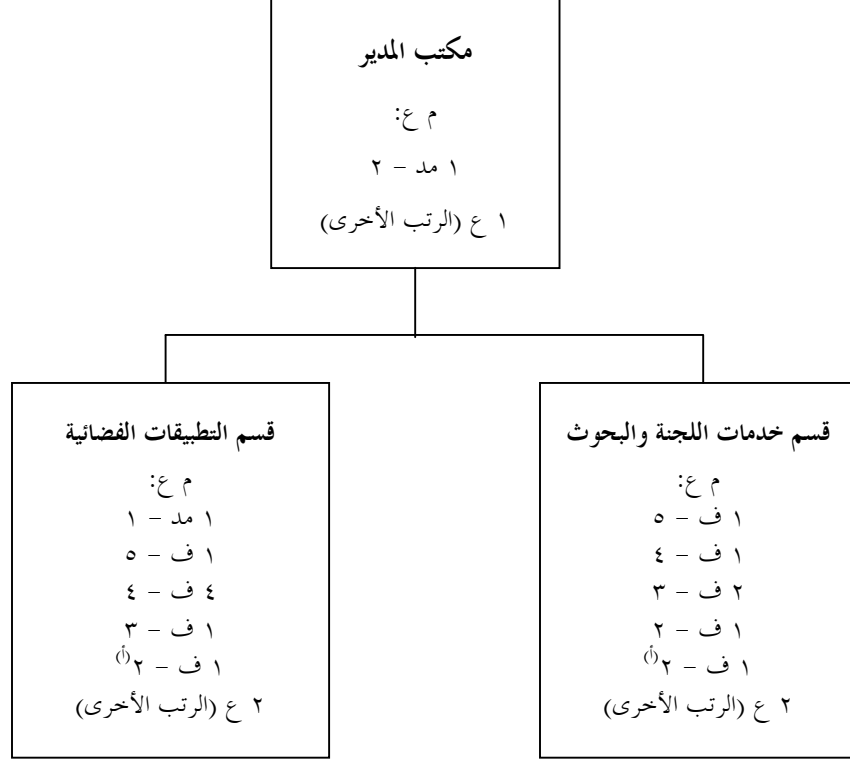 مكتب المدير
م ع:
١ مد – ٢
١ ع (الرتب الأخرى)
قسم خدمات اللجنة والبحوث
م ع:
١ ف – ٥
١ ف – ٤
٢ ف – ٣
١ ف – ٢
١ ف – ٢(أ)
٢ ع (الرتب الأخرى)
قسم التطبيقات الفضائية
م ع:
١ مد – ١
١ ف – ٥
٤ ف – ٤
١ ف – ٣
١ ف – ٢(أ)
٢ ع (الرتب الأخرى)